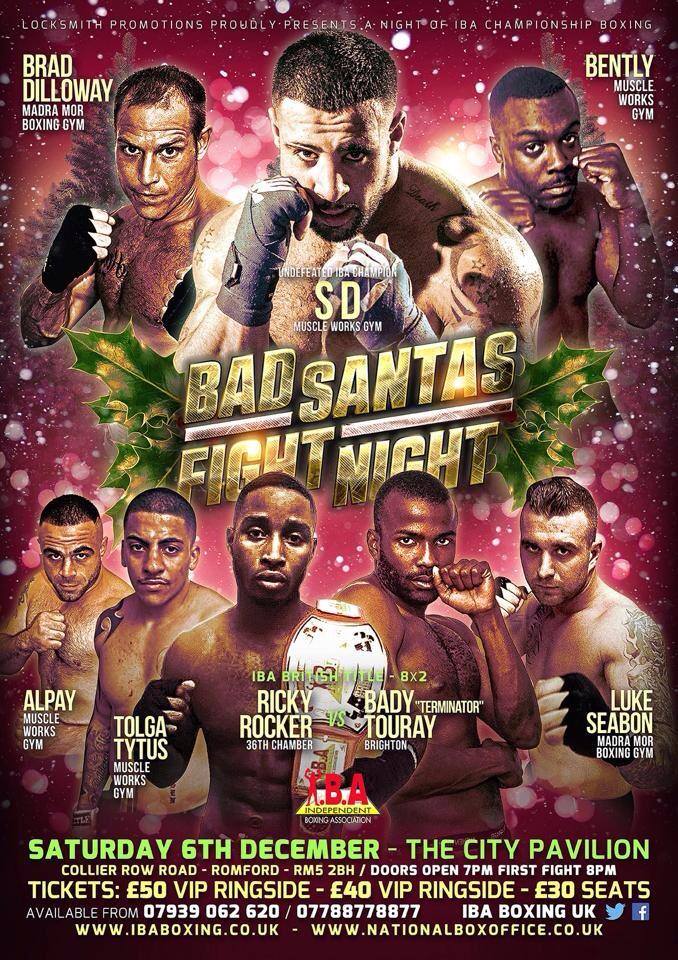 LOCKSMITH PROMOTIONS PROUDLY PRESENTS A NIGHT OF IBA CHAMPIONSHIP BOXING
BRAD
DILLOWAY
MADRA MOR
BOXING GYM
BENTLY
MUSCLE
WORKS
GYM
Death
UNDEFEATED IBA CHAMPION
SD
MUSCLE WORKS GYM
BAD SANTAS
FIGHT NIGHT
IBA BRITISH TITLE - 8X2
RICKY
ROCKER
36TH CHAMBER
VS
BADY "TERMINATOR"
TOURAY
BRIGHTON
ALPAY
MUSCLE
WORKS
GYM
TOLGA
TYTUS
MUSCLE
WORKS
GYM
LUKE
SEABON
MADRA MOR
BOXING GYM
I.B.A
INDEPENDENT
BOXING ASSOCIATION
SATURDAY 6TH DECEMBER - THE CITY PAVILION
COLLIER ROW ROAD - ROMFORD - RM5 2BH / DOORS OPEN 7PM FIRST FIGHT 8PM
TICKETS: £50 VIP RINGSIDE - £40 VIP RINGSIDE - £30 SEATS
AVAILABLE FROM 07939 062 620 / 07788778877 IBA BOXING UK
WWW.IBABOXING.CO.UK - WWW.NATIONALBOXOFFICE.CO.UK